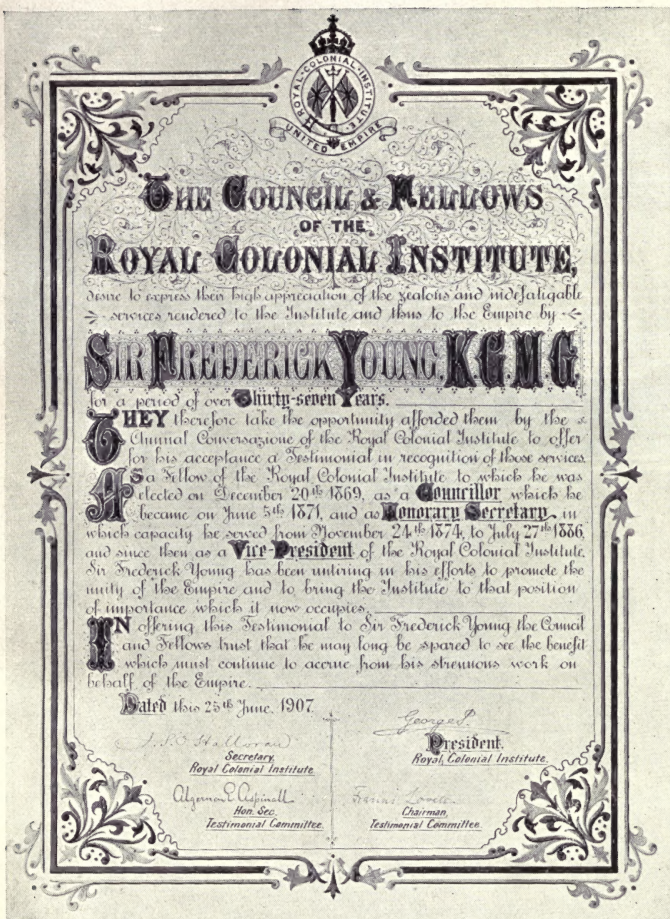 ROYAL·COLONIAL·INSTITUTE
UNITED EMPIRE
THE COUNCIL & FELLOWS
OF THE
ROYAL COLONIAL INSTITUTE,
desire to express their high appreciation of the zealous and indefatigable
services rendered to the Institute and thus to the Empire by
SIR FREDERICK YOUNG, K.C.M.G.
for a period of over Thirty-seven Years.
THEY therefore take the opportunity afforded them by the
Annual Conversazione of the Royal Colonial Institute to offer
for his acceptance a Testimonial in recognition of those services.
AS a Fellow of the Royal Colonial Institute to which he was
elected on December 20th 1869, as a Councillor which he
became on June 5th 1871, and as Honorary Secretary in
which capacity he served from November 24th 1874, to July 27th 1886,
and since then as a Vice-President of the Royal Colonial Institute,
Sir Frederick Young has been untiring in his efforts to promote the
unity of the Empire and to bring the Institute to that position
of importance which it now occupies.
IN offering this Testimonial to Sir Frederick Young the Council
and Fellows trust that he may long be spared to see the benefit
which must continue to accrue from his strenuous work on
behalf of the Empire.
Dated this 25th June, 1907.
George P.
President,
Royal Colonial Institute.
J. S. O'Halloran
Secretary,
Royal Colonial Institute
Algernon E. Aspinall
Hon. Sec.
Testimonial Committee.
Francis Lovell
Chairman,
Testimonial Committee.